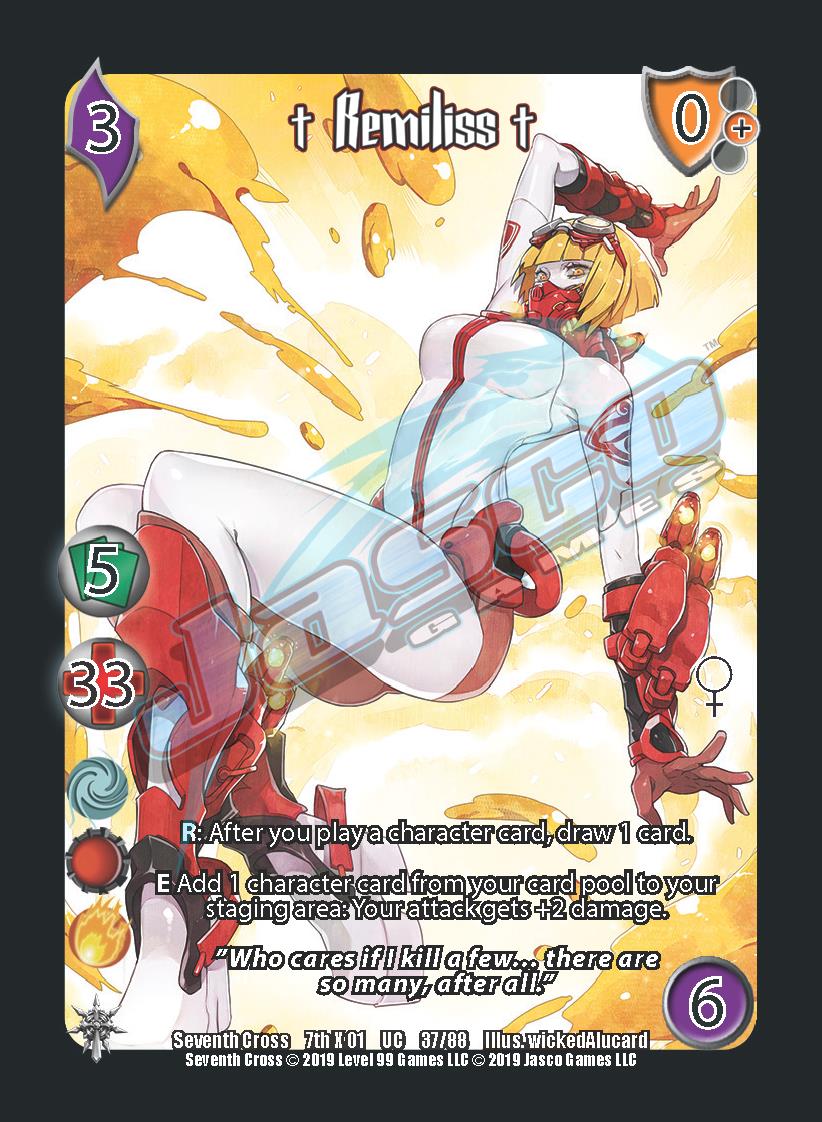 3
† Remiliss †
0
+
TM
JASCO
GAMES
5
33
R: After you play a character card, draw 1 card.
E Add 1 character card from your card pool to your
staging area: Your attack gets +2 damage.
"Who cares if I kill a few... there are
so many, after all."
6
Seventh Cross 7th X 01 UC 37/88 Illus. wickedAlucard
Seventh Cross © 2019 Level 99 Games LLC © 2019 Jasco Games LLC